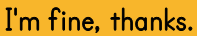 I'm fine, thanks.